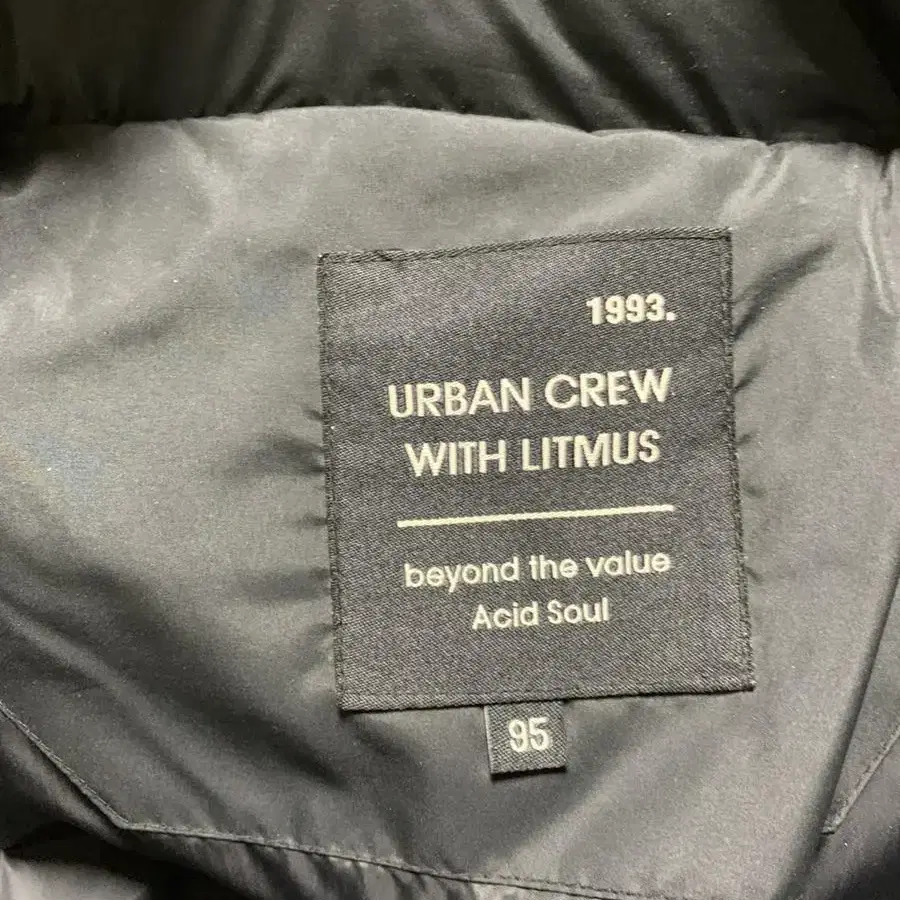 1993.
URBAN CREW
WITH LITMUS
beyond the value
Acid Soul
95